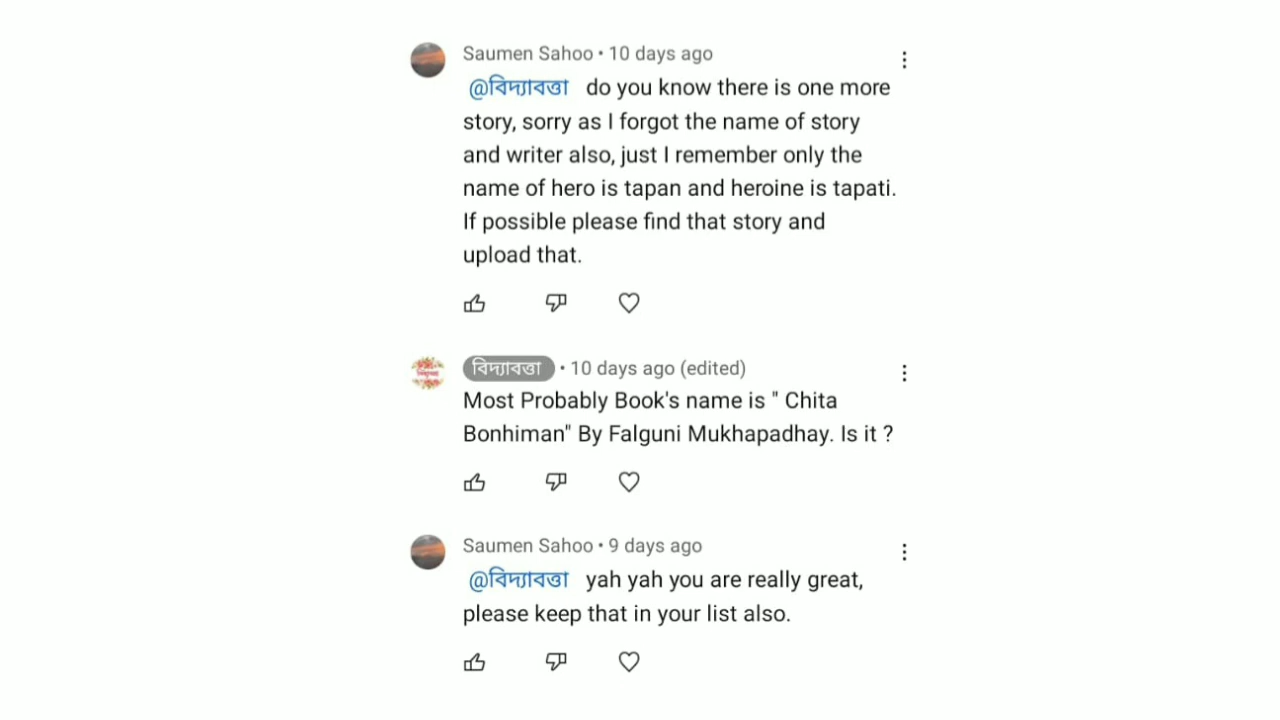 Saumen Sahoo • 10 days ago
@বিদ্যাবত্তা do you know there is one more
story, sorry as I forgot the name of story
and writer also, just I remember only the
name of hero is tapan and heroine is tapati.
If possible please find that story and
upload that.
বিদ্যাবত্তা • 10 days ago (edited)
Most Probably Book's name is " Chita
Bonhiman" By Falguni Mukhapadhay. Is it ?
Saumen Sahoo • 9 days ago
@বিদ্যাবত্তা yah yah you are really great,
please keep that in your list also.